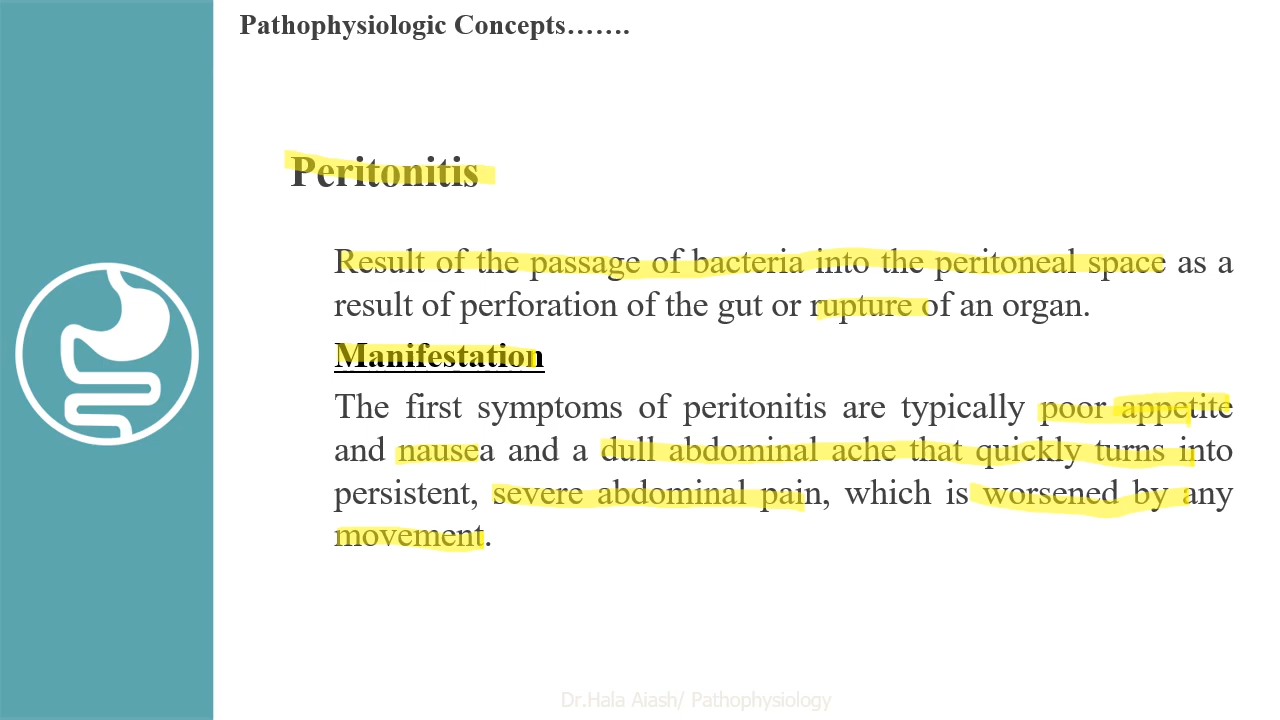 Pathophysiologic Concepts…….
Peritonitis
Result of the passage of bacteria into the peritoneal space as a
result of perforation of the gut or rupture of an organ.
Manifestation
The first symptoms of peritonitis are typically poor appetite
and nausea and a dull abdominal ache that quickly turns into
persistent, severe abdominal pain, which is worsened by any
movement.
Dr.Hala Aiash/ Pathophysiology